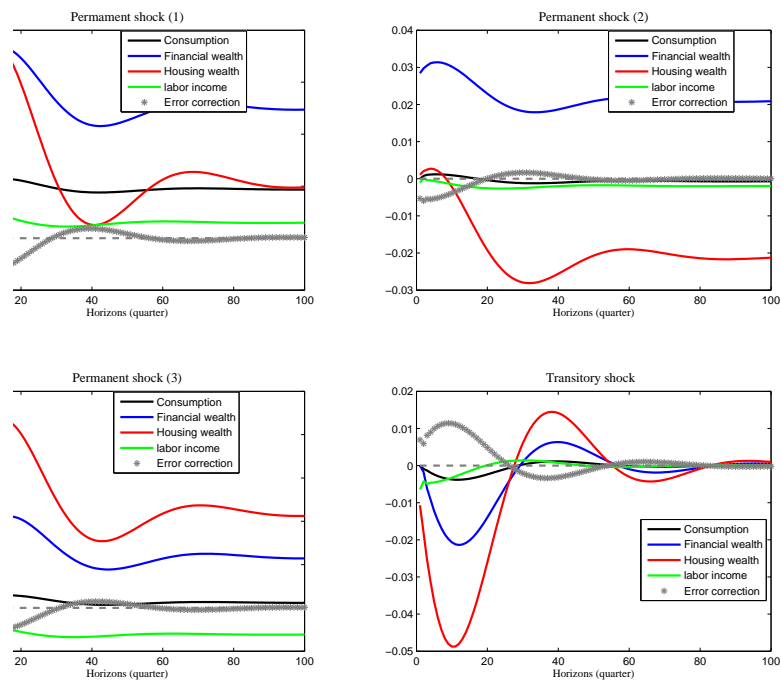 Permamemt shock (1)
Consumption
Financial wealth
Housing wealth
labor income
Error correction
20 40 60 80 100
Horizons (quarter)
Permanent shock (2)
0.04
0.03
0.02
0.01
0
−0.01
−0.02
−0.03
Consumption
Financial wealth
Housing wealth
labor income
Error correction
0 20 40 60 80 100
Horizons (quarter)
Permanent shock (3)
Consumption
Financial wealth
Housing wealth
labor income
Error correction
20 40 60 80 100
Horizons (quarter)
Transitory shock
0.02
0.01
0
−0.01
−0.02
−0.03
−0.04
−0.05
Consumption
Financial wealth
Housing wealth
labor income
Error correction
0 20 40 60 80 100
Horizons (quarter)